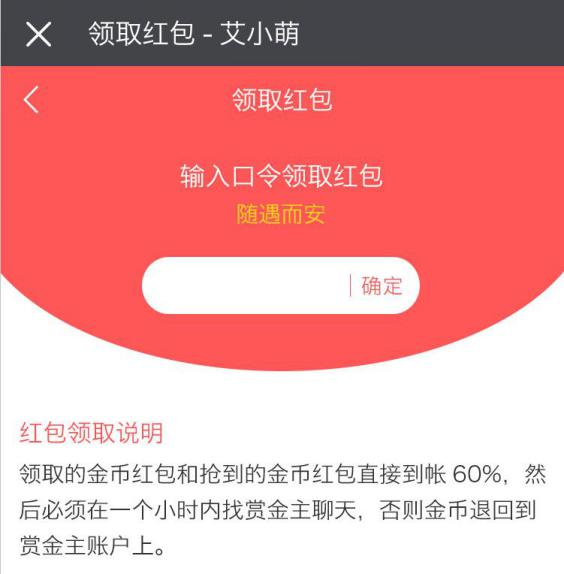 领取红包 - 艾小萌
领取红包
输入口令领取红包
随遇而安
确定
红包领取说明
领取的金币红包和抢到的金币红包直接到帐 60%，然
后必须在一个小时内找赏金主聊天，否则金币退回到
赏金主账户上。